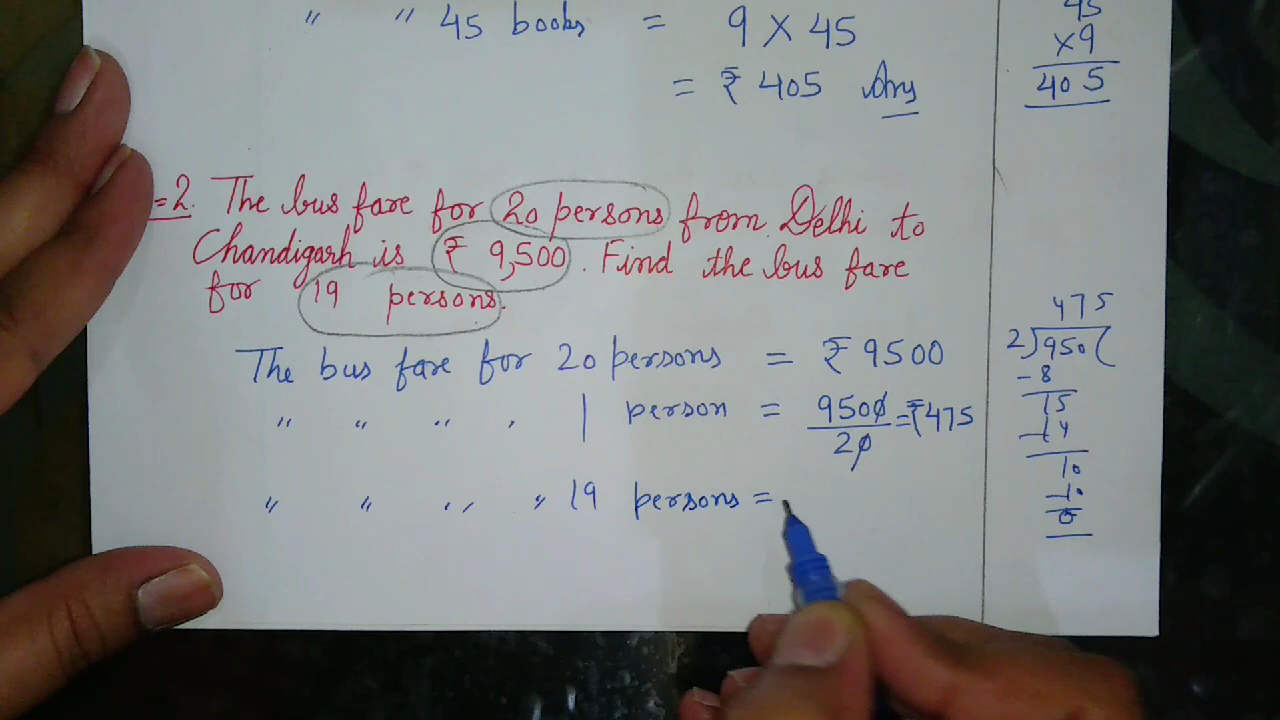 " " 45 books = 9 × 45
= ₹ 405 Ans
45
×9
405
=2. The bus fare for 20 persons from Delhi to
Chandigarh is ₹ 9,500. Find the bus fare
for 19 persons.
The bus fare for 20 persons = ₹ 9500
" " " , 1 person = 9500/20 = ₹475
" " " " 19 persons =
475
2)950(
-8
15
-14
10
-10
0